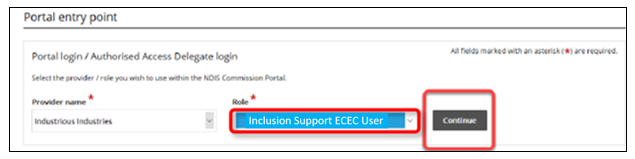 Portal entry point
Portal login / Authorised Access Delegate login
All fields marked with an asterisk (*) are required.
Select the provider / role you wish to use within the NDIS Commission Portal.
Provider name * Role *
Industrious Industries Inclusion Support ECEC User Continue